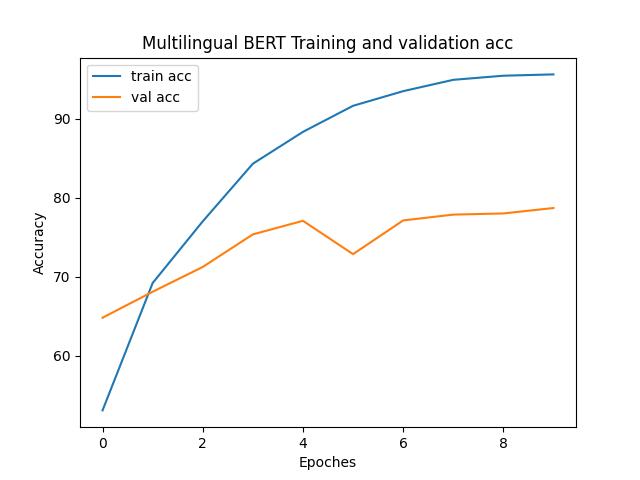 Multilingual BERT Training and validation acc
train acc
val acc
90
80
70
60
Accuracy
0 2 4 6 8
Epoches